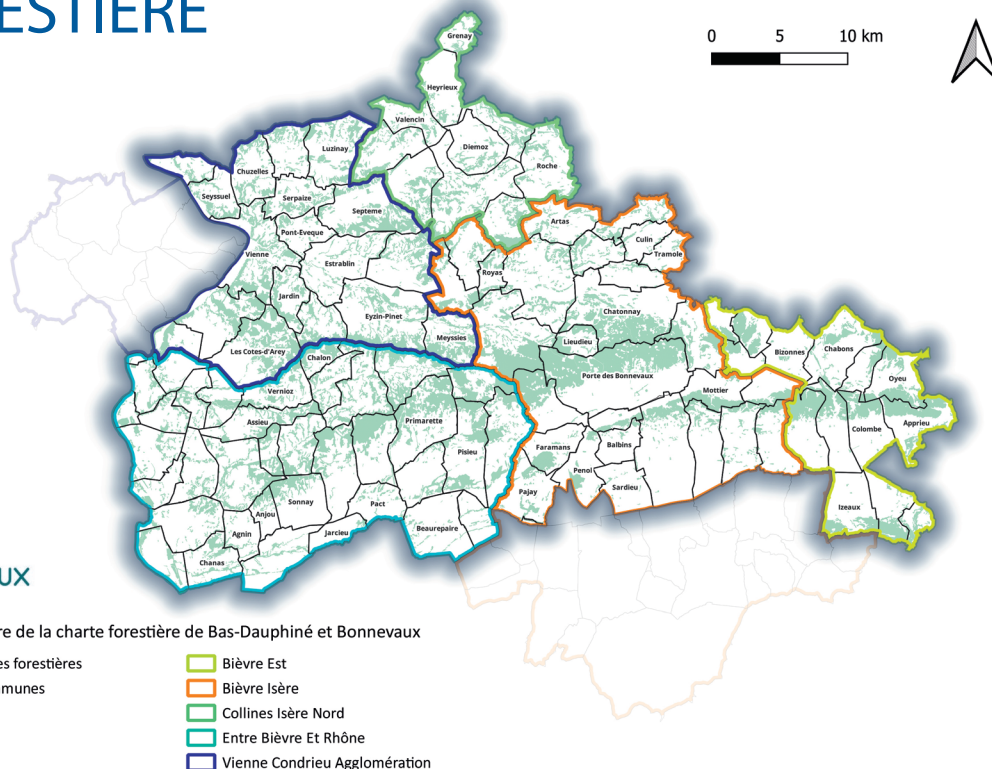 ESTIÈRE
0 5 10 km
Grenay
Heyrieux
Valencin
Diemoz
Luzinay
Roche
Chuzelles
Seyssuel
Serpaize
Septeme
Artas
Pont-Eveque
Culin
Tramole
Vienne
Estrablin
Royas
Jardin
Chatonnay
Eyzin-Pinet
Meyssies
Lieudieu
Les Cotes-d'Arey
Chalon
Bizonnes
Chabons
Porte des Bonnevaux
Oyeu
Vernioz
Mottier
Assieu
Primarette
Colombe
Apprieu
Faramans
Balbins
Pisieu
Penol
Sardieu
Pajay
Sonnay
Pact
Izeaux
Anjou
Beaurepaire
Agnin
Jarcieu
Chanas
UX
re de la charte forestière de Bas-Dauphiné et Bonnevaux
es forestières
munes
Bièvre Est
Bièvre Isère
Collines Isère Nord
Entre Bièvre Et Rhône
Vienne Condrieu Agglomération